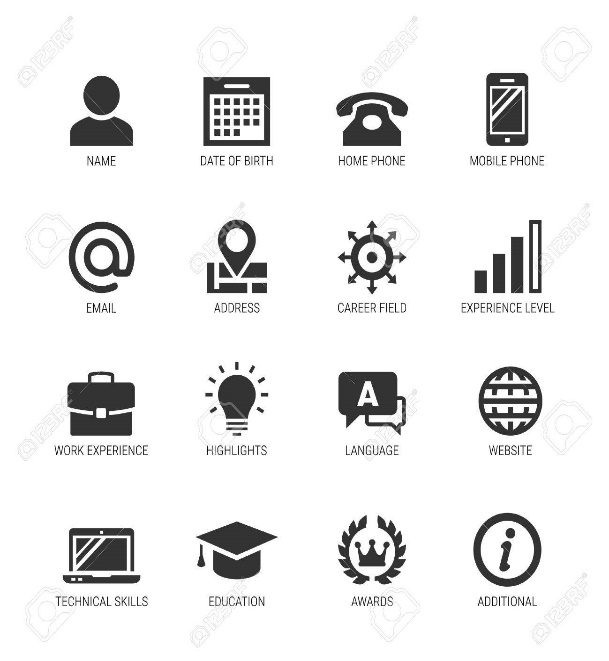 NAME
DATE OF BIRTH
HOME PHONE
MOBILE PHONE
EMAIL
ADDRESS
CAREER FIELD
EXPERIENCE LEVEL
A
WORK EXPERIENCE
HIGHLIGHTS
LANGUAGE
WEBSITE
i
TECHNICAL SKILLS
EDUCATION
AWARDS
ADDITIONAL
123RF